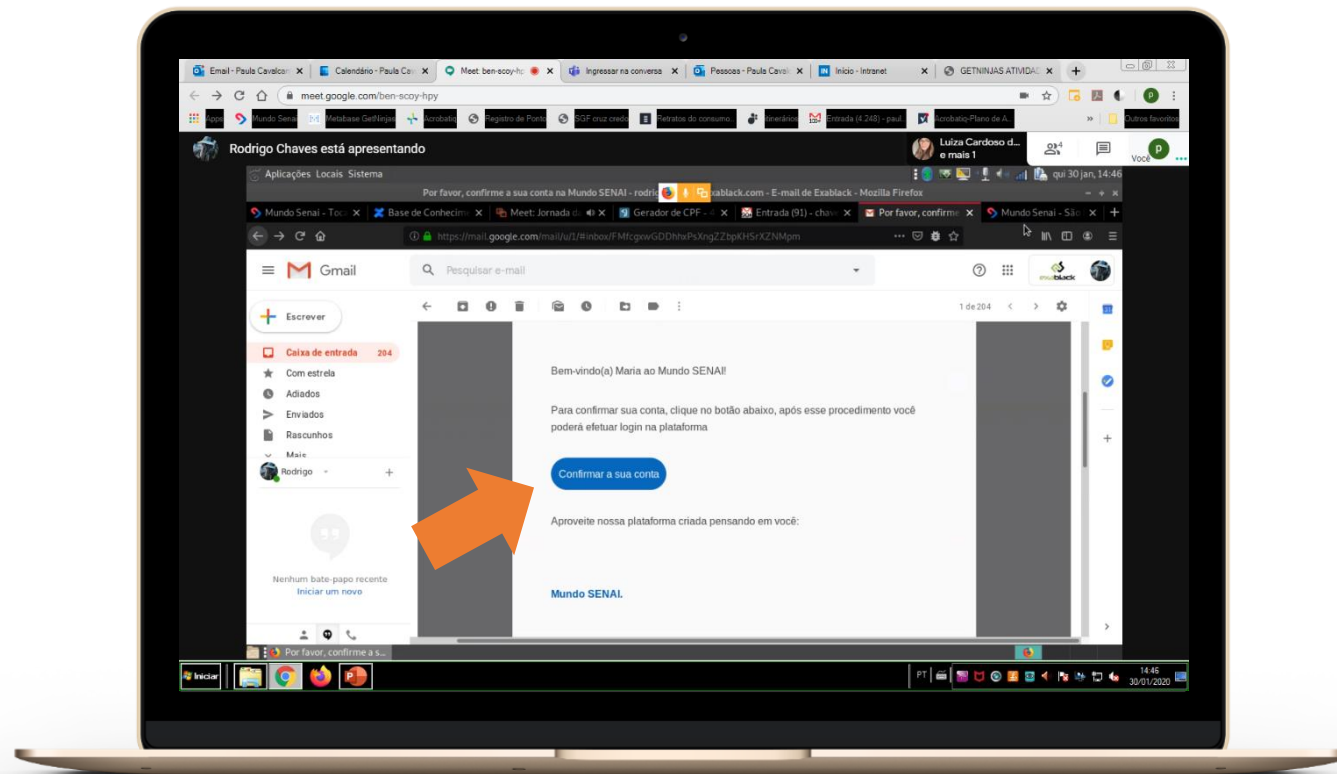 Email - Paula Cavalcan
Calendário - Paula Cav
Meet: ben-scoy-hp
Ingressar na conversa
Pessoas - Paula Caval
Início - Intranet
GETNINJAS ATIVIDA
meet.google.com/ben-scoy-hpy
Apps
Mundo Senai
Metabase GetNinjas
Acrobatiq
Registro de Ponto
SGF cruz credo
Retratos do consumo
Itinerários
Entrada (4.248) - paul
Acrobatiq-Plano de A
Outros favoritos
Rodrigo Chaves está apresentando
Luiza Cardoso d...
e mais 1
4
Você
Aplicações Locais Sistema
qui 30 jan, 14:46
Por favor, confirme a sua conta na Mundo SENAI - rodri
xablack.com - E-mail de Exablack - Mozilla Firefox
Mundo Senai - To
Base de Conhecim
Meet: Jornada d
Gerador de CPF -
Entrada (91) - chav
Por favor, confirme
Mundo Senai - Sã
https://mail.google.com/mail/u/1/#inbox/
Gmail
Pesquisar e-mail
exablack
Escrever
1 de 204
Caixa de entrada 204
Com estrela
Adiados
Enviados
Rascunhos
Mais
Rodrigo
Bem-vindo(a) Maria ao Mundo SENAI!
Para confirmar sua conta, clique no botão abaixo, após esse procedimento você
poderá efetuar login na plataforma
Confirmar a sua conta
Aproveite nossa plataforma criada pensando em você:
Mundo SENAI.
Nenhum bate-papo recente
Iniciar um novo
Por favor, confirme a s...
Iniciar
PT
14:46
30/01/2020